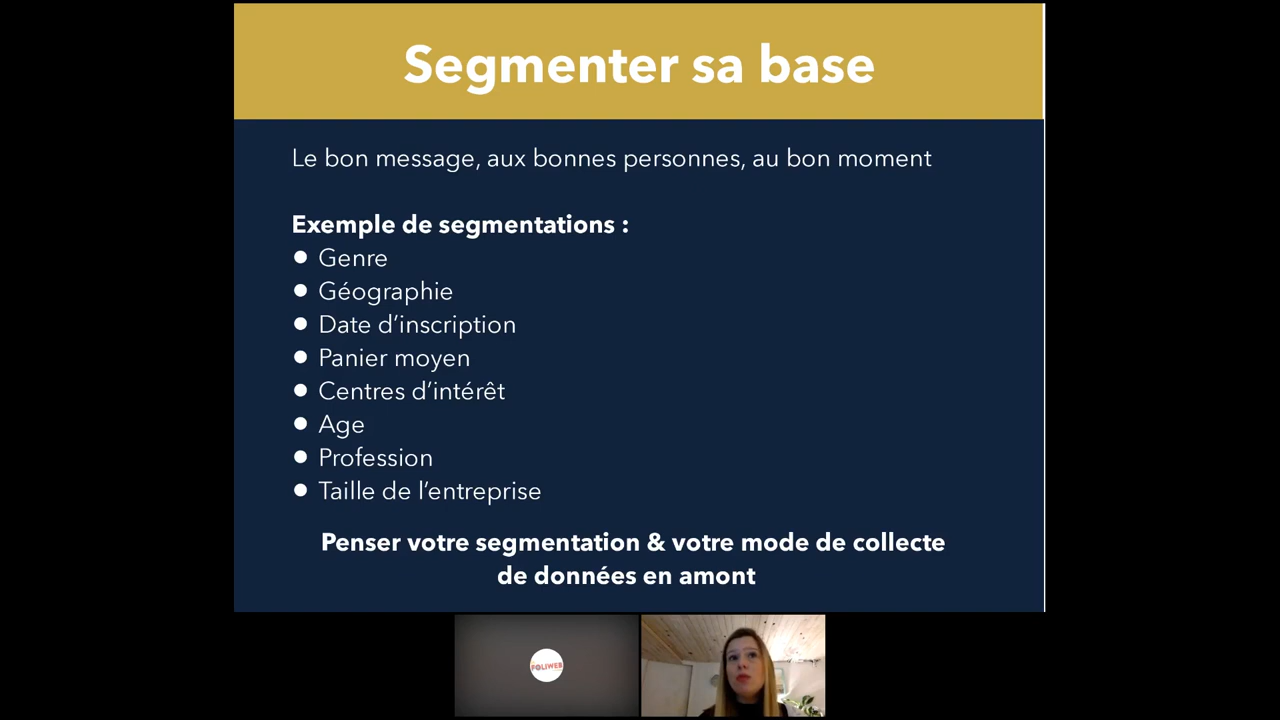 Segmenter sa base
Le bon message, aux bonnes personnes, au bon moment
Exemple de segmentations :
● Genre
● Géographie
● Date d’inscription
● Panier moyen
● Centres d’intérêt
● Age
● Profession
● Taille de l’entreprise
Penser votre segmentation & votre mode de collecte
de données en amont
FOLIWEB